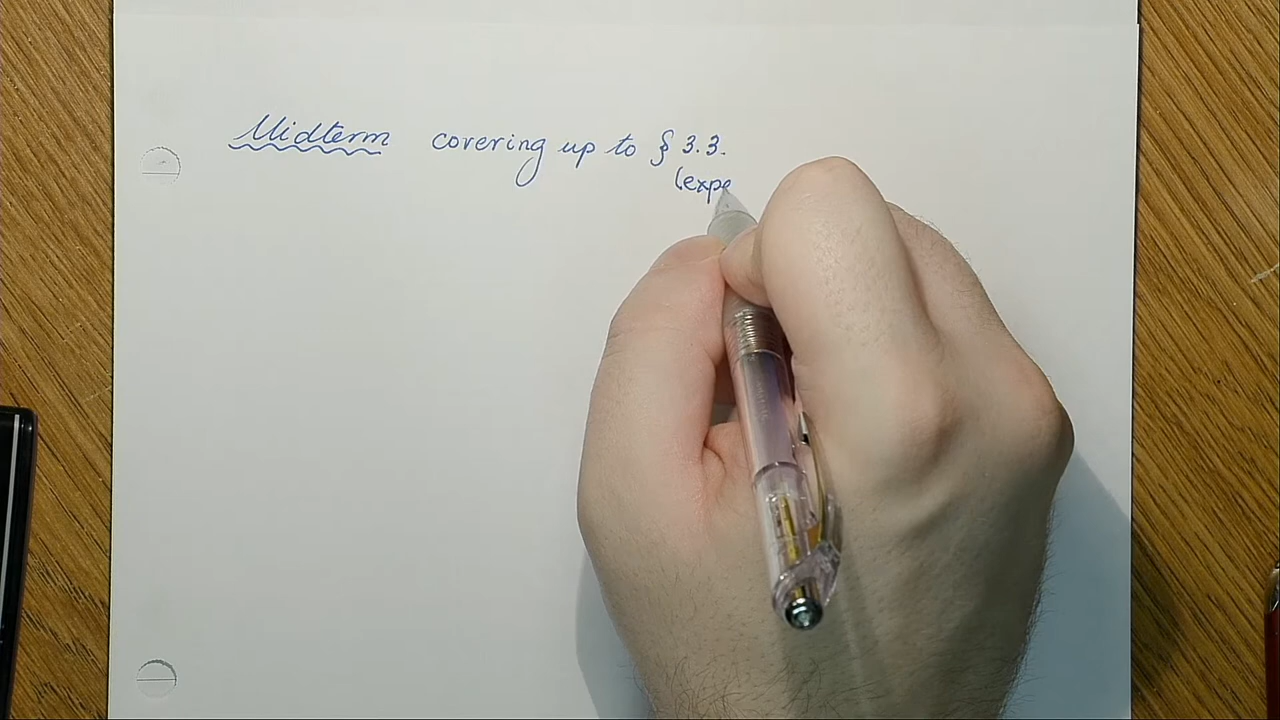 Midterm covering up to § 3.3.
(expe